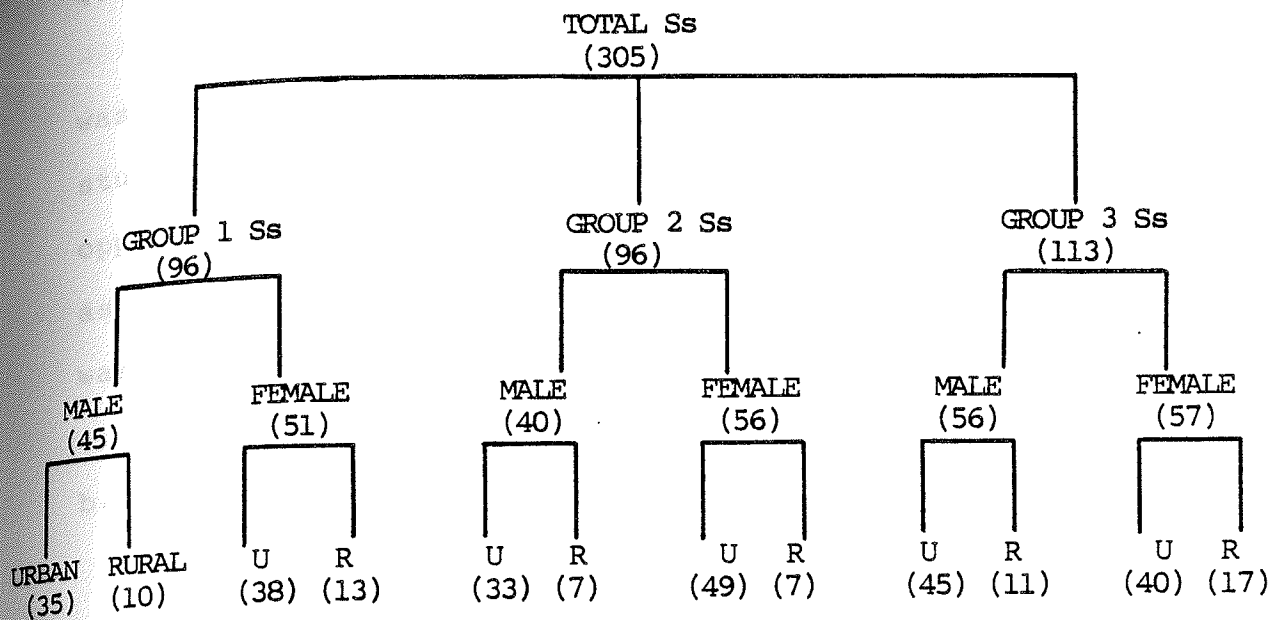 TOTAL Ss
(305)
GROUP 1 Ss
(96)
GROUP 2 Ss
(96)
GROUP 3 Ss
(113)
MALE
(45)
FEMALE
(51)
MALE
(40)
FEMALE
(56)
MALE
(56)
FEMALE
(57)
URBAN
(35)
RURAL
(10)
U
(38)
R
(13)
U
(33)
R
(7)
U
(49)
R
(7)
U
(45)
R
(11)
U
(40)
R
(17)